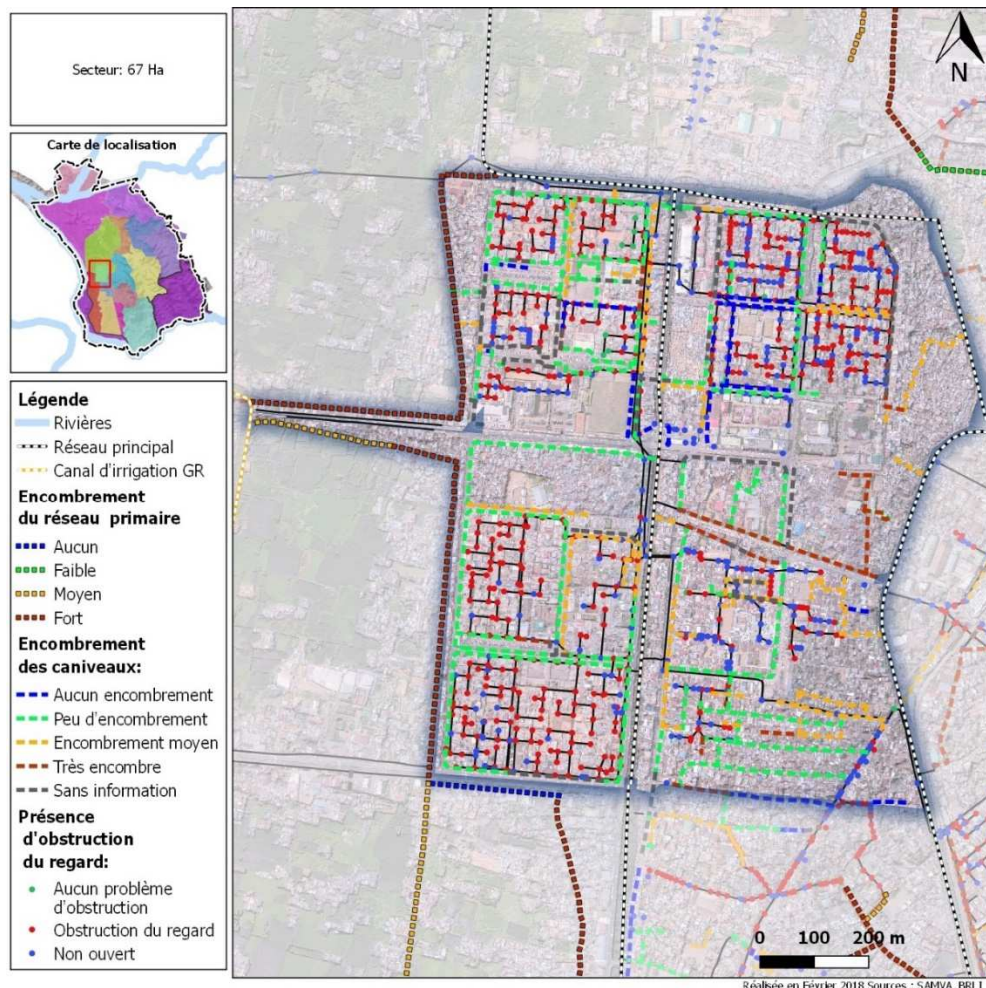 Secteur: 67 Ha
Carte de localisation
Légende
Rivières
Réseau principal
Canal d'irrigation GR
Encombrement
du réseau primaire
Aucun
Faible
Moyen
Fort
Encombrement
des caniveaux:
Aucun encombrement
Peu d'encombrement
Encombrement moyen
Très encombre
Sans information
Présence
d'obstruction
du regard:
Aucun problème
d'obstruction
Obstruction du regard
Non ouvert
N
0 100 200 m
Réalisée en Février 2018 Sources : SAMVA, BRLI